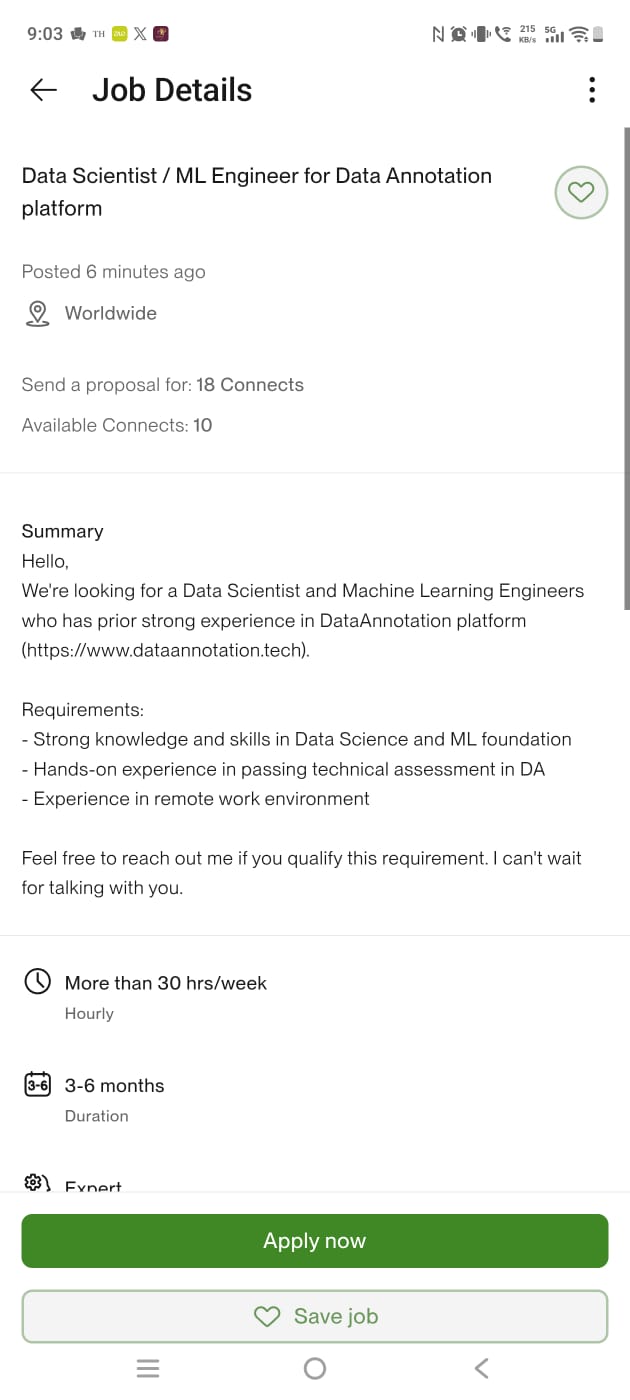 9:03 TH
215 KB/s 5G
Job Details
Data Scientist / ML Engineer for Data Annotation
platform
Posted 6 minutes ago
Worldwide
Send a proposal for: 18 Connects
Available Connects: 10
Summary
Hello,
We're looking for a Data Scientist and Machine Learning Engineers
who has prior strong experience in DataAnnotation platform
(https://www.dataannotation.tech).
Requirements:
- Strong knowledge and skills in Data Science and ML foundation
- Hands-on experience in passing technical assessment in DA
- Experience in remote work environment
Feel free to reach out me if you qualify this requirement. I can't wait
for talking with you.
More than 30 hrs/week
Hourly
3-6
3-6 months
Duration
Expert
Apply now
Save job